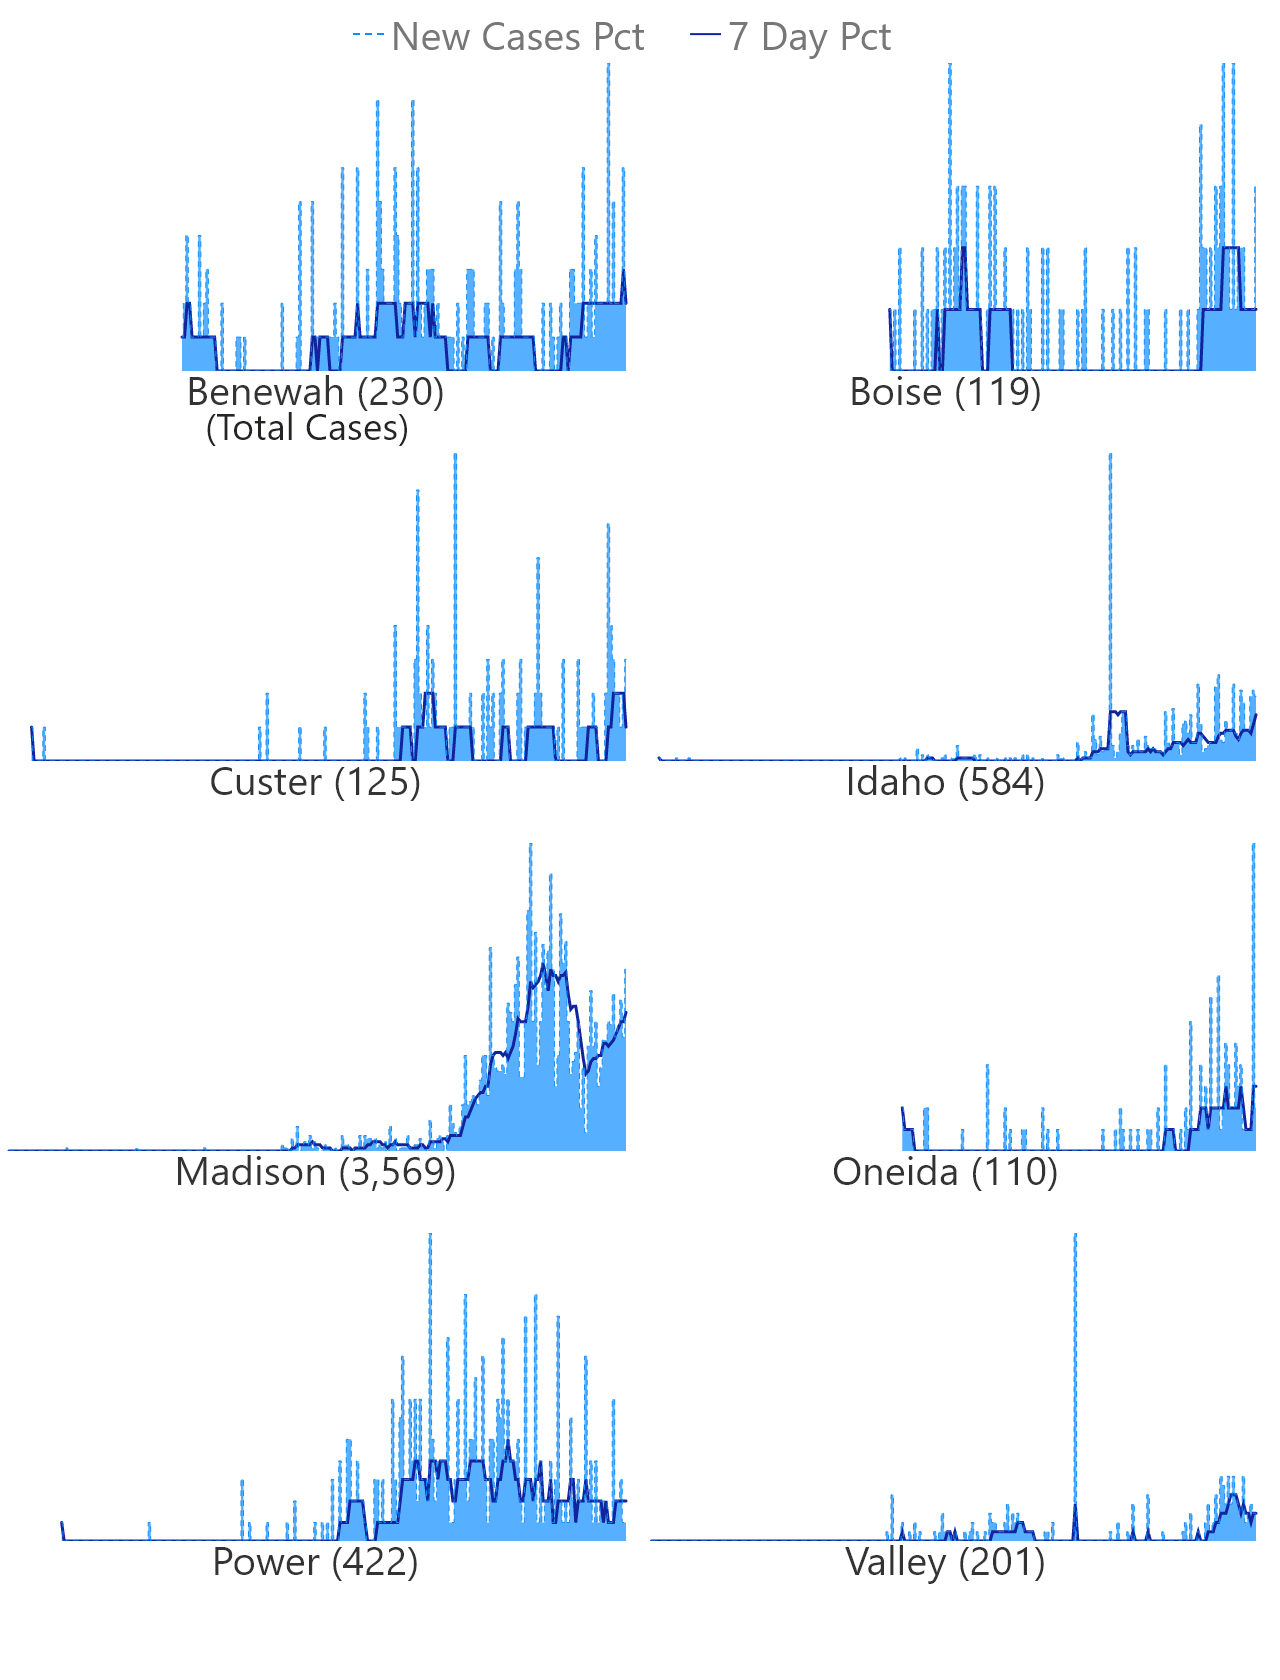 New Cases Pct 7 Day Pct
Benewah (230) Boise (119)
(Total Cases)
Custer (125) Idaho (584)
Madison (3,569) Oneida (110)
Power (422) Valley (201)